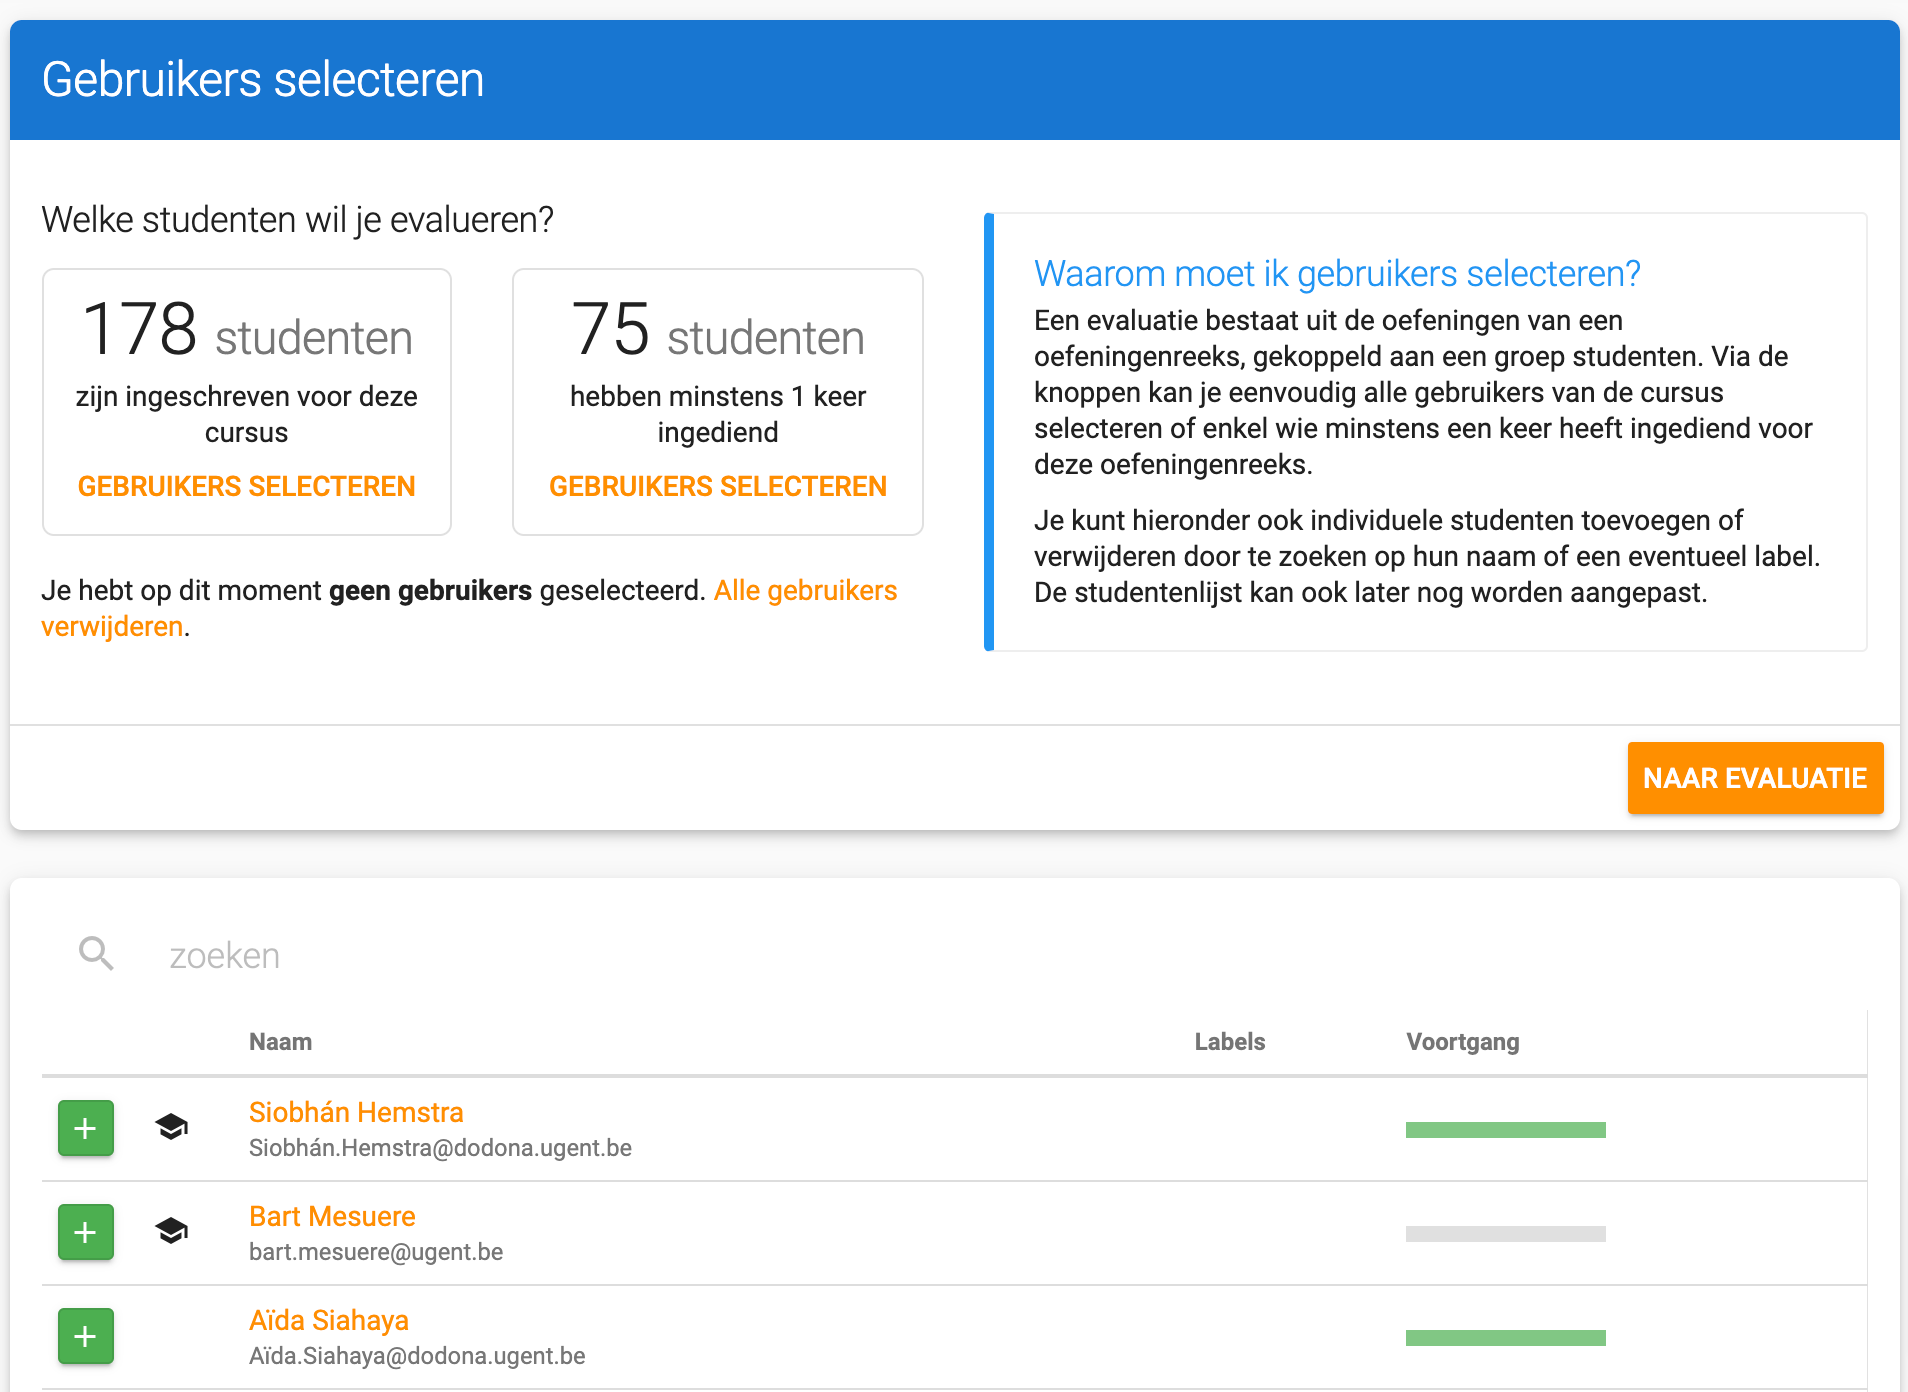 Gebruikers selecteren
Welke studenten wil je evalueren?
178 studenten
zijn ingeschreven voor deze
cursus
GEBRUIKERS SELECTEREN
75 studenten
hebben minstens 1 keer
ingediend
GEBRUIKERS SELECTEREN
Je hebt op dit moment geen gebruikers geselecteerd. Alle gebruikers
verwijderen.
Waarom moet ik gebruikers selecteren?
Een evaluatie bestaat uit de oefeningen van een
oefeningenreeks, gekoppeld aan een groep studenten. Via de
knoppen kan je eenvoudig alle gebruikers van de cursus
selecteren of enkel wie minstens een keer heeft ingediend voor
deze oefeningenreeks.
Je kunt hieronder ook individuele studenten toevoegen of
verwijderen door te zoeken op hun naam of een eventueel label.
De studentenlijst kan ook later nog worden aangepast.
NAAR EVALUATIE
zoeken
Naam Labels Voortgang
Siobhán Hemstra
Siobhán.Hemstra@dodona.ugent.be
Bart Mesuere
bart.mesuere@ugent.be
Aïda Siahaya
Aïda.Siahaya@dodona.ugent.be